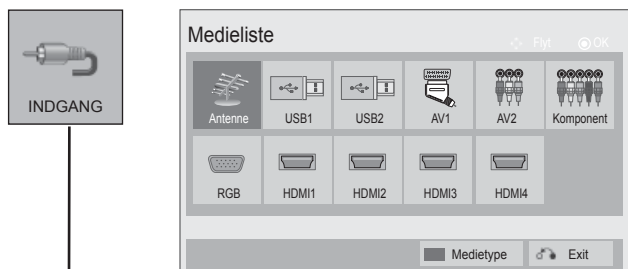 INDGANG
Medieliste
Flyt OK
Antenne USB1 USB2 AV1 AV2 Komponent
RGB HDMI1 HDMI2 HDMI3 HDMI4
Medietype Exit